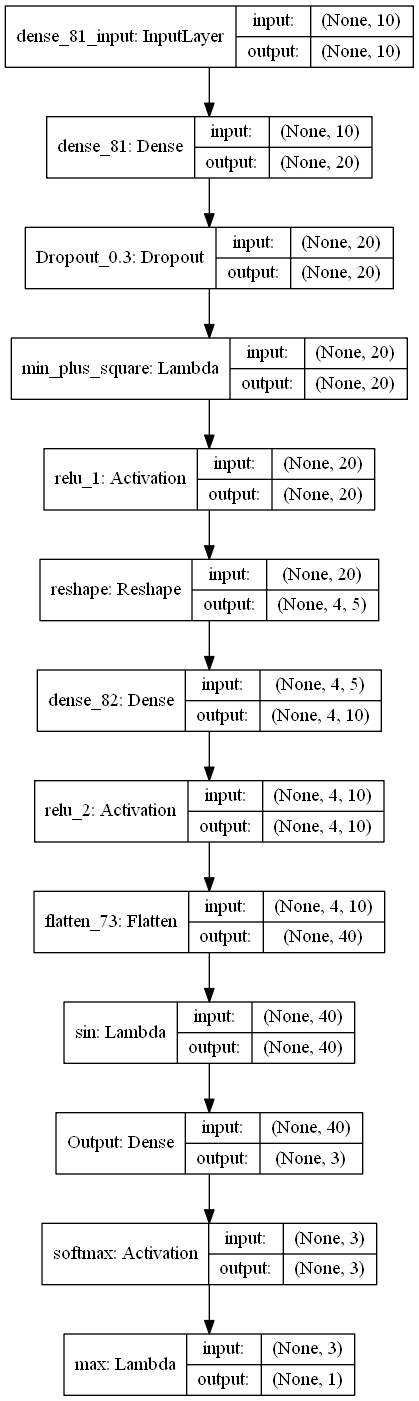 dense_81_input: InputLayer
input: (None, 10)
output: (None, 10)
dense_81: Dense
input: (None, 10)
output: (None, 20)
Dropout_0.3: Dropout
input: (None, 20)
output: (None, 20)
min_plus_square: Lambda
input: (None, 20)
output: (None, 20)
relu_1: Activation
input: (None, 20)
output: (None, 20)
reshape: Reshape
input: (None, 20)
output: (None, 4, 5)
dense_82: Dense
input: (None, 4, 5)
output: (None, 4, 10)
relu_2: Activation
input: (None, 4, 10)
output: (None, 4, 10)
flatten_73: Flatten
input: (None, 4, 10)
output: (None, 40)
sin: Lambda
input: (None, 40)
output: (None, 40)
Output: Dense
input: (None, 40)
output: (None, 3)
softmax: Activation
input: (None, 3)
output: (None, 3)
max: Lambda
input: (None, 3)
output: (None, 1)